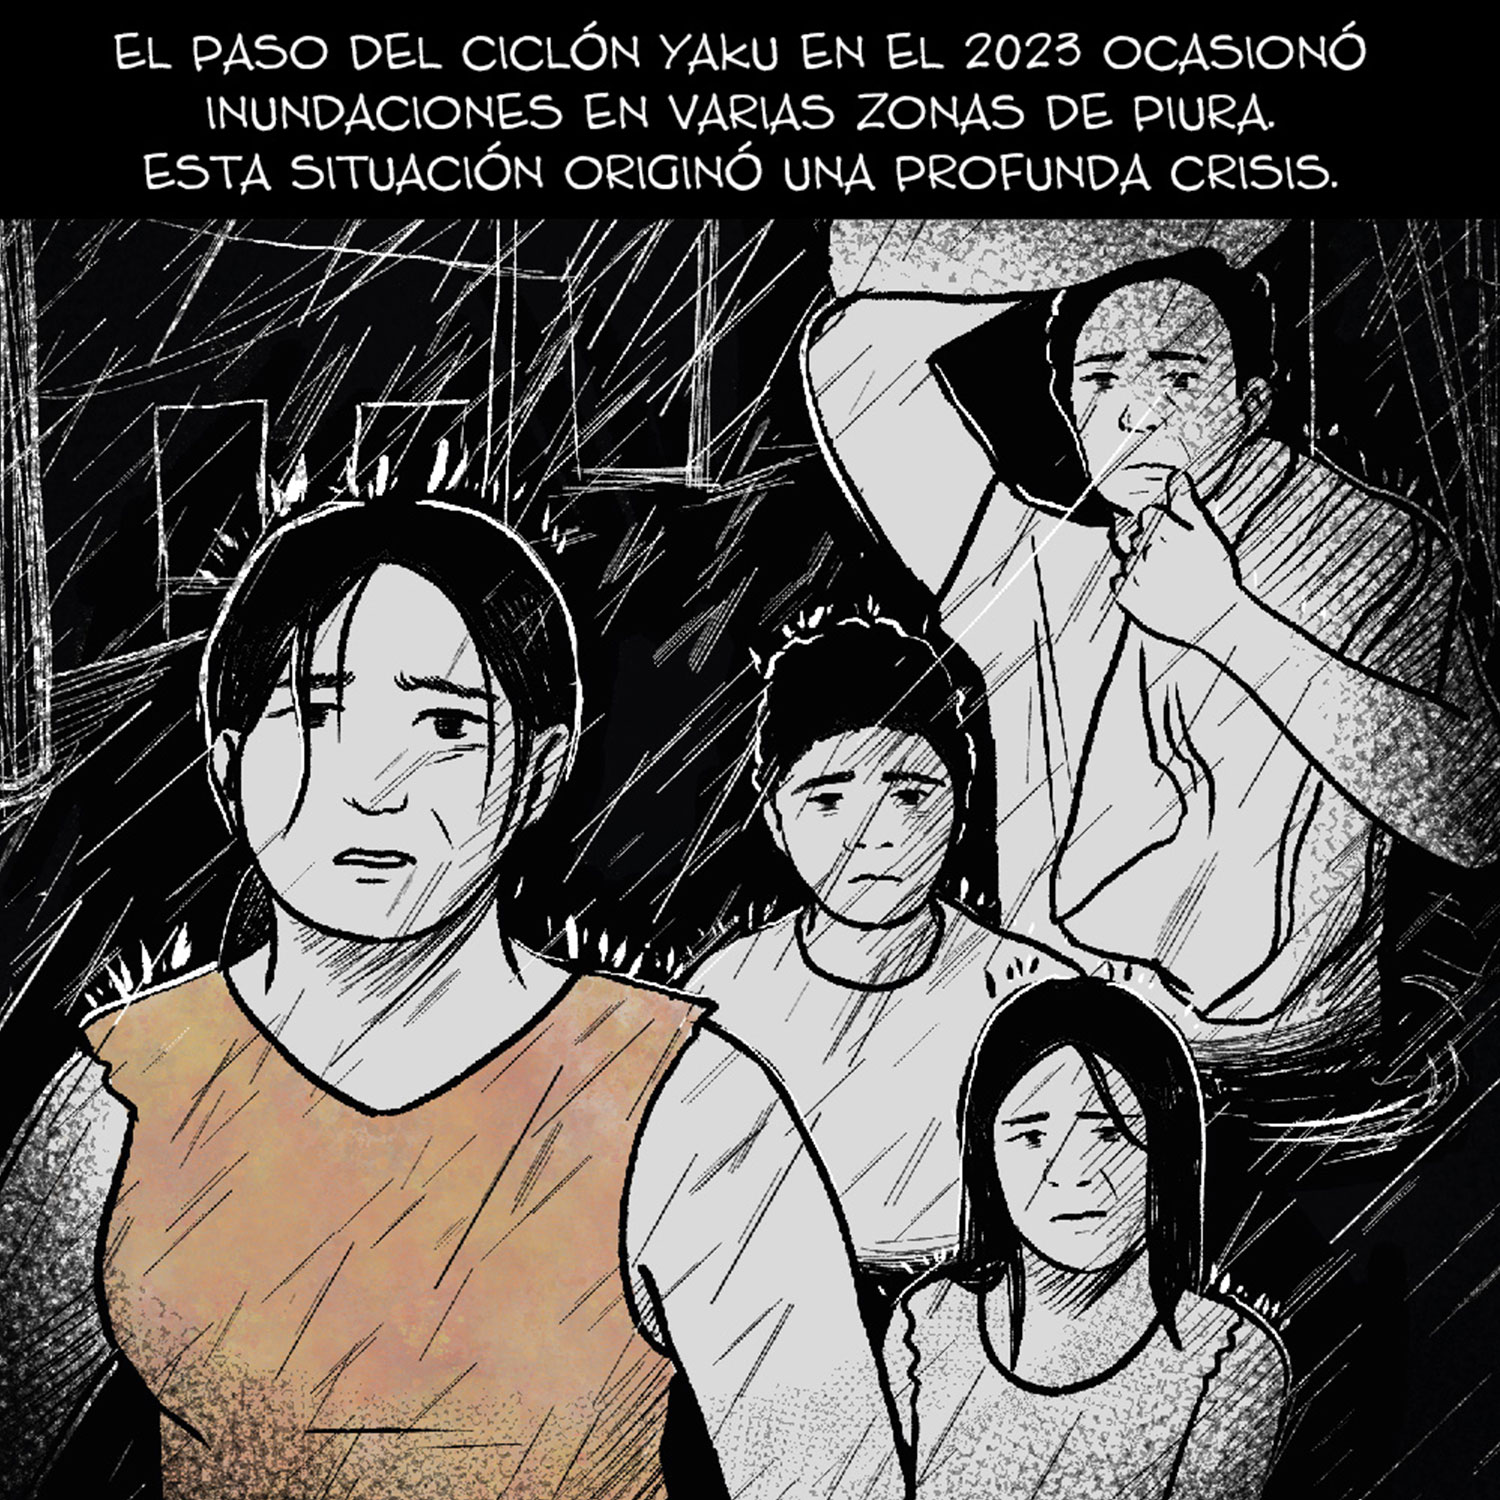 EL PASO DEL CICLÓN YAKU EN EL 2023 OCASIONÓ
INUNDACIONES EN VARIAS ZONAS DE PIURA.
ESTA SITUACIÓN ORIGINÓ UNA PROFUNDA CRISIS.